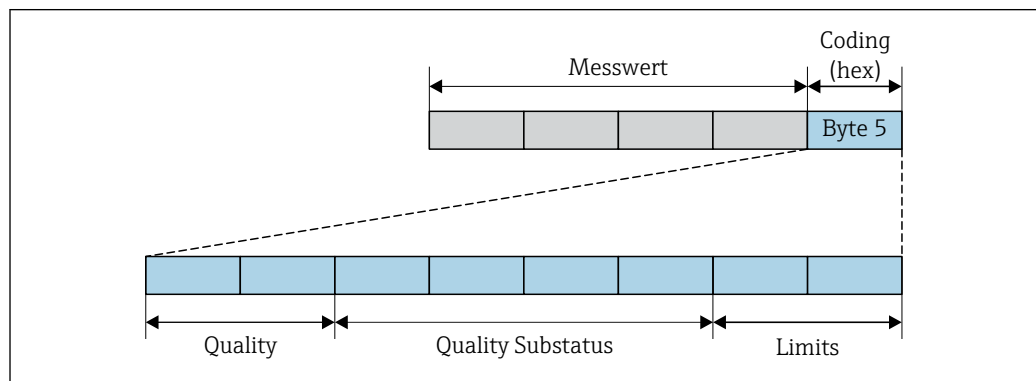 Coding
Messwert
(hex)
Byte 5
Quality
Quality Substatus
Limits